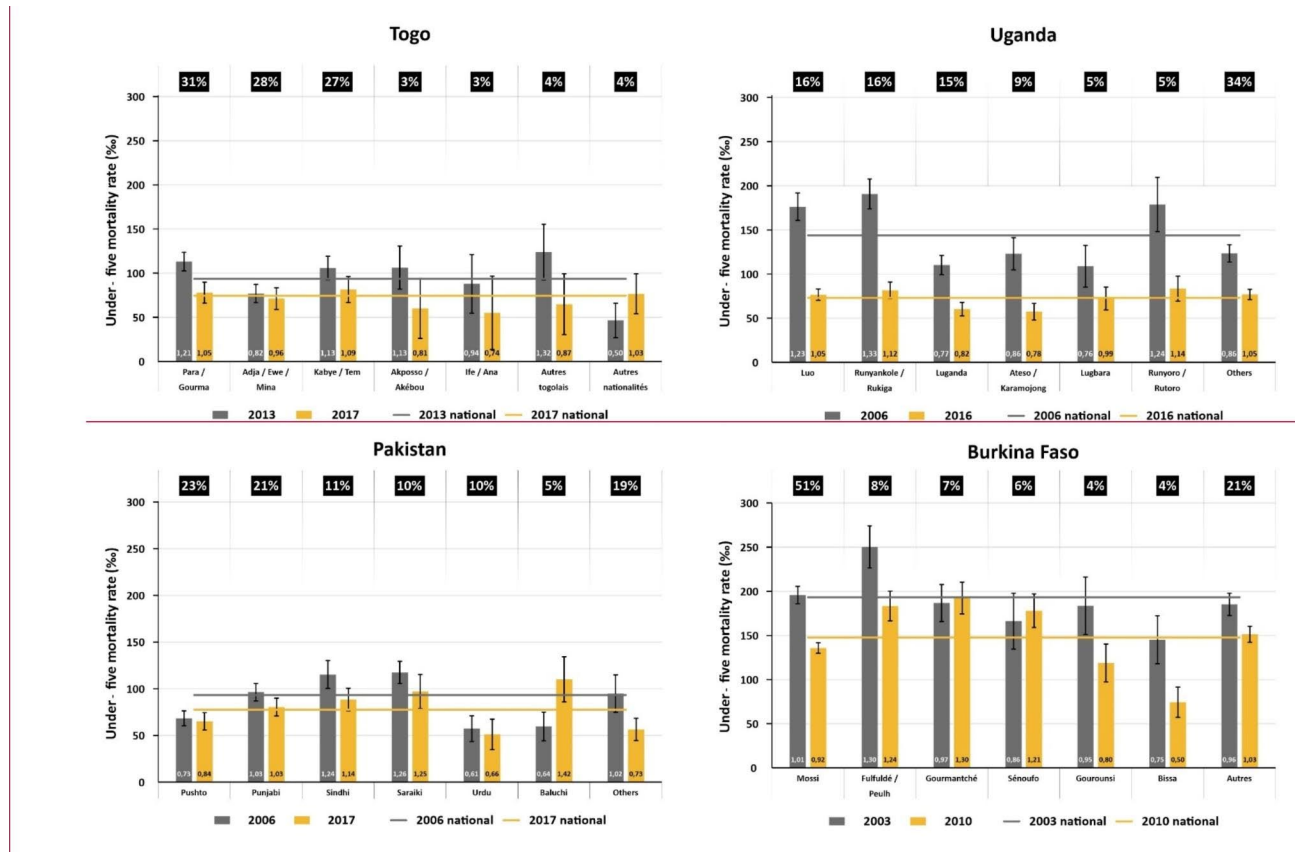 Togo
31% 28% 27% 3% 3% 4% 4%
Under - five mortality rate (‰)
300
250
200
150
100
50
0
1,21 1,05 0,82 0,96 1,13 1,09 1,13 0,81 0,94 0,74 1,32 0,87 0,50 1,03
Para / Adja / Ewe / Kabye / Tem Akposso / Ife / Ana Autres Autres
Gourma Mina Akébou togolais nationalités
2013 2017 2013 national 2017 national
Uganda
16% 16% 15% 9% 5% 5% 34%
Under - five mortality rate (‰)
300
250
200
150
100
50
0
1,23 1,05 1,33 1,12 0,77 0,82 0,86 0,78 0,76 0,99 1,24 1,14 0,86 1,05
Luo Runyankole / Luganda Ateso / Lugbara Runyoro / Others
Rukiga Karamojong Rutoro
2006 2016 2006 national 2016 national
Pakistan
23% 21% 11% 10% 10% 5% 19%
Under - five mortality rate (‰)
300
250
200
150
100
50
0
0,73 0,84 1,03 1,03 1,24 1,14 1,26 1,25 0,61 0,66 0,64 1,42 1,02 0,73
Pushto Punjabi Sindhi Saraiki Urdu Baluchi Others
2006 2017 2006 national 2017 national
Burkina Faso
51% 8% 7% 6% 4% 4% 21%
Under - five mortality rate (‰)
300
250
200
150
100
50
0
1,01 0,92 1,30 1,24 0,97 1,30 0,86 1,21 0,95 0,80 0,75 0,50 0,96 1,03
Mossi Fulfuldé / Gourmantché Sénoufo Gourounsi Bissa Autres
Peulh
2003 2010 2003 national 2010 national